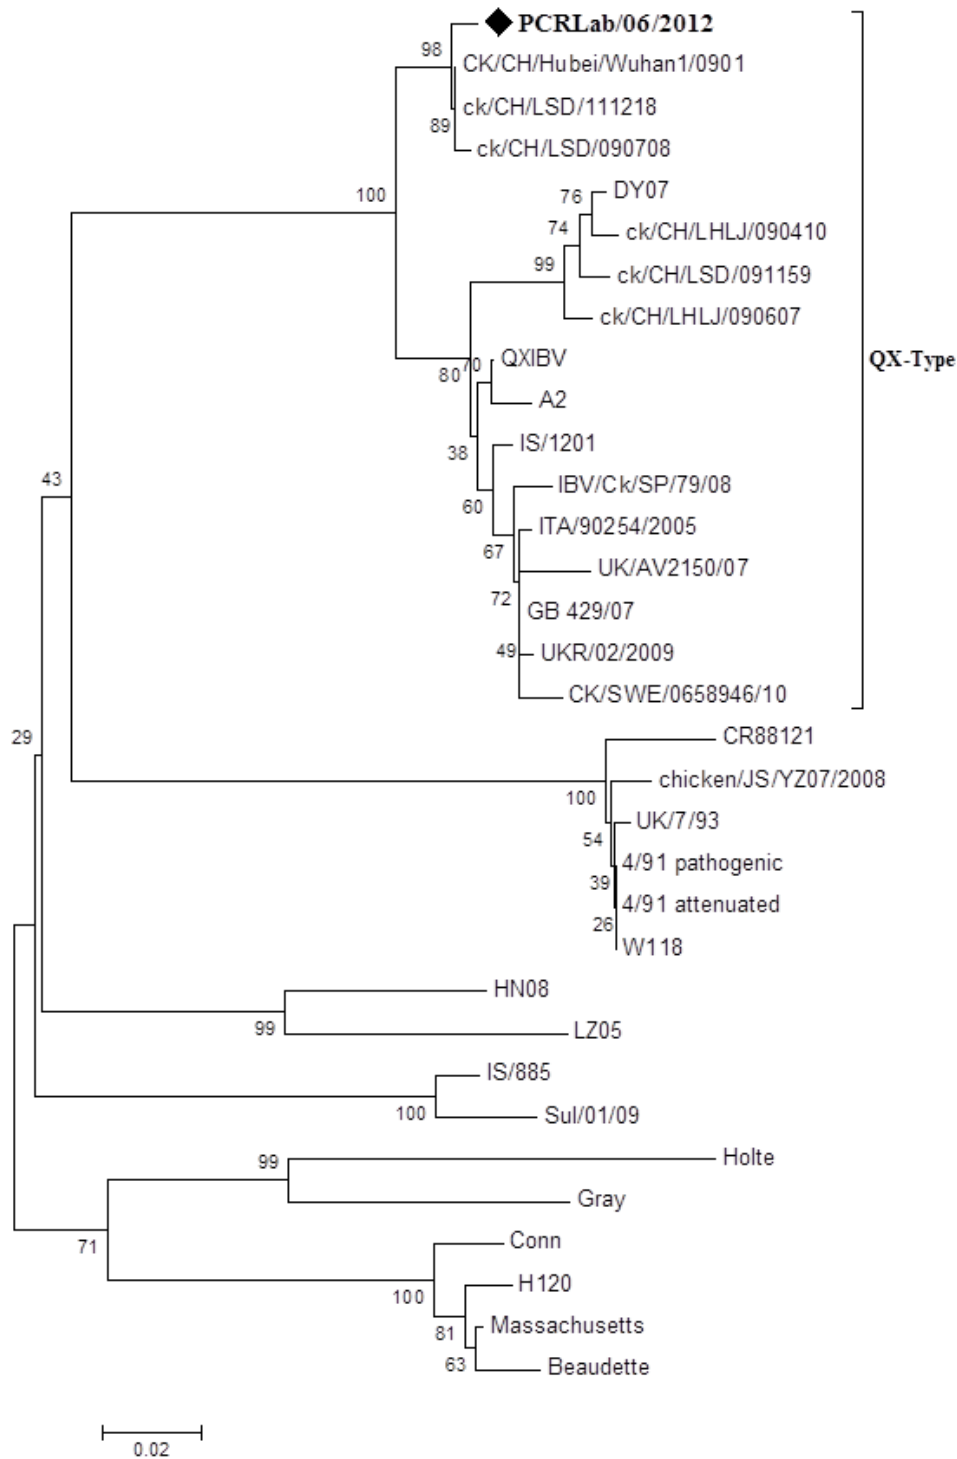 PCRLab/06/2012
98
CK/CH/Hubei/Wuhan1/0901
ck/CH/LSD/111218
89
ck/CH/LSD/090708
100
76
DY07
74
ck/CH/LHLJ/090410
99
ck/CH/LSD/091159
ck/CH/LHLJ/090607
QX-Type
80
70
QXIBV
A2
38
IS/1201
43
IBV/Ck/SP/79/08
60
ITA/90254/2005
67
UK/AV2150/07
72
GB 429/07
49
UKR/02/2009
CK/SWE/0658946/10
29
CR88121
100
chicken/JS/YZ07/2008
54
UK/7/93
39
4/91 pathogenic
26
4/91 attenuated
W118
HN08
99
LZ05
IS/885
100
Sul/01/09
99
Holte
Gray
71
Conn
100
H120
81
Massachusetts
63
Beaudette
0.02